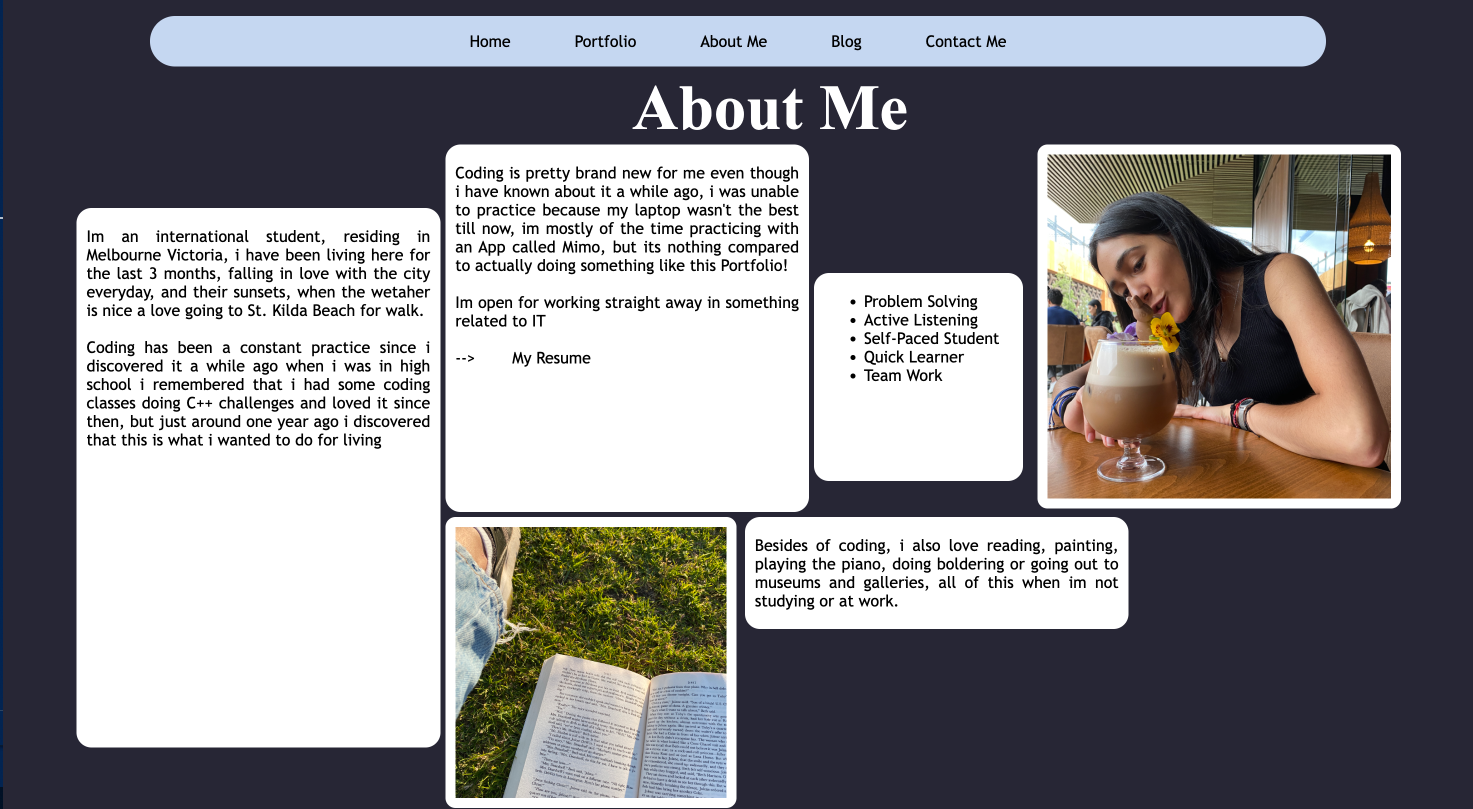 Home Portfolio About Me Blog Contact Me
About Me
Im an international student, residing in
Melbourne Victoria, i have been living here for
the last 3 months, falling in love with the city
everyday, and their sunsets, when the wetaher
is nice a love going to St. Kilda Beach for walk.
Coding has been a constant practice since i
discovered it a while ago when i was in high
school i remembered that i had some coding
classes doing C++ challenges and loved it since
then, but just around one year ago i discovered
that this is what i wanted to do for living
Coding is pretty brand new for me even though
i have known about it a while ago, i was unable
to practice because my laptop wasn't the best
till now, im mostly of the time practicing with
an App called Mimo, but its nothing compared
to actually doing something like this Portfolio!
Im open for working straight away in something
related to IT
--> My Resume
• Problem Solving
• Active Listening
• Self-Paced Student
• Quick Learner
• Team Work
Besides of coding, i also love reading, painting,
playing the piano, doing boldering or going out to
museums and galleries, all of this when im not
studying or at work.